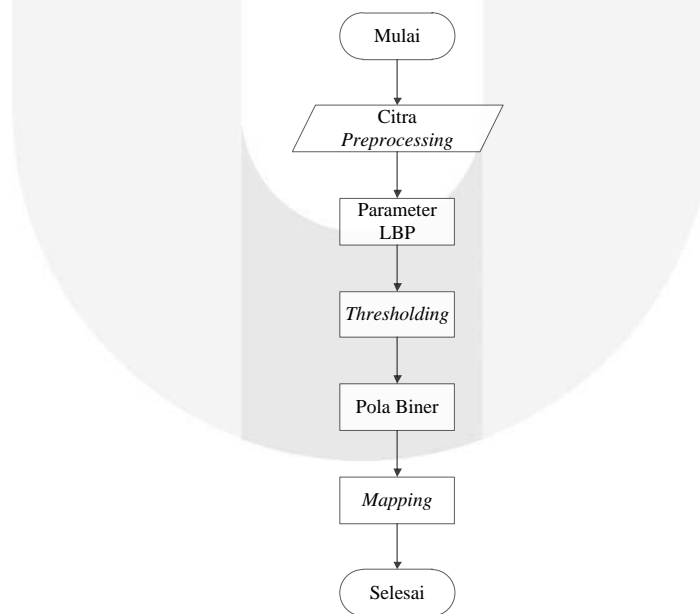 Mulai
Citra
Preprocessing
Parameter
LBP
Thresholding
Pola Biner
Mapping
Selesai